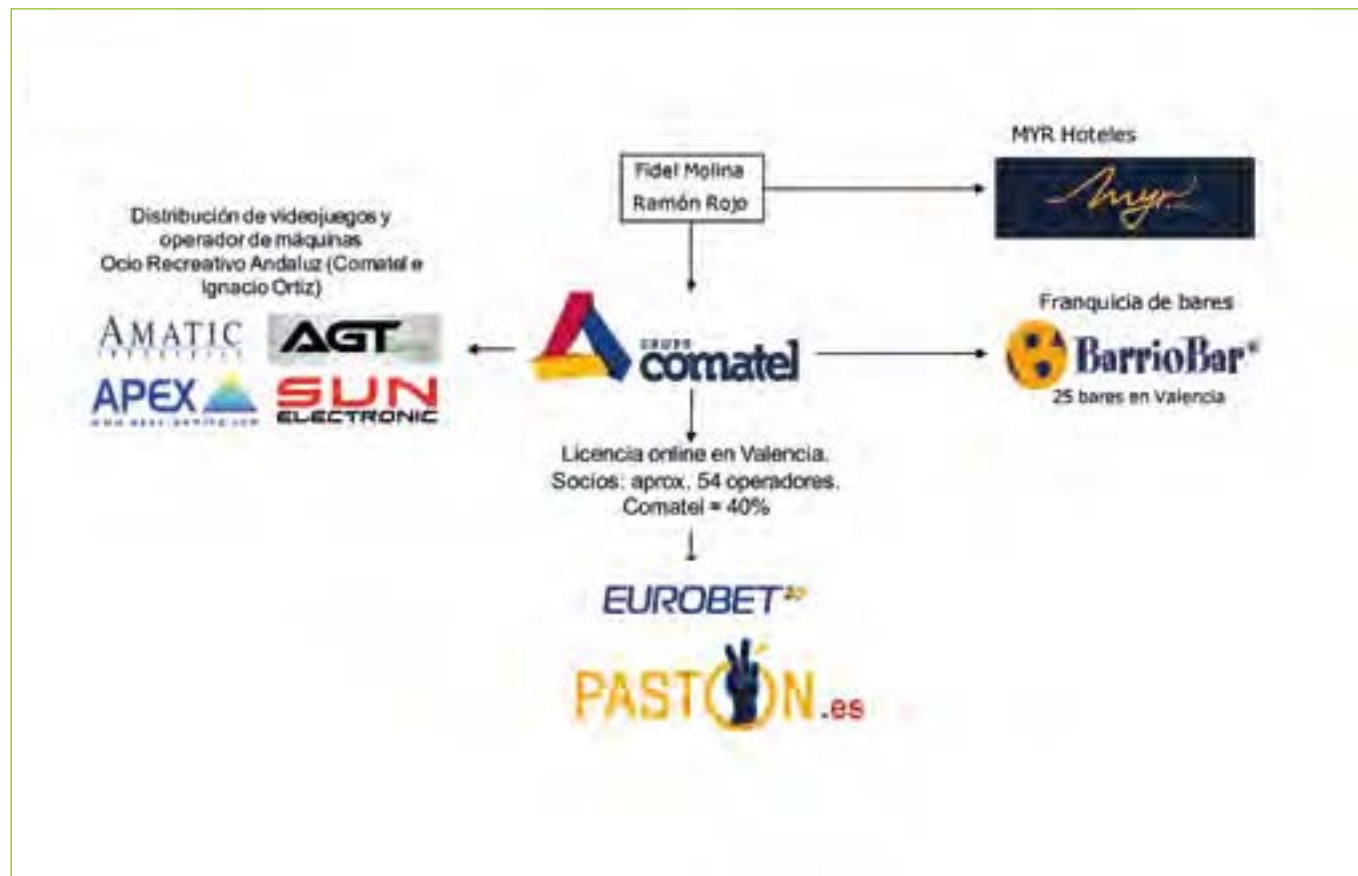 MYR Hoteles
myr
Fidel Molina
Ramón Rojo
Distribución de videojuegos y
operador de máquinas
Ocio Recreativo Andaluz (Comatel e
Ignacio Ortiz)
AMATIC
AGT
APEX
SUN
ELECTRONIC
GRUPO
comatel
Franquicia de bares
BarrioBar®
25 bares en Valencia
Licencia online en Valencia.
Socios: aprox. 54 operadores.
Comatel = 40%
EUROBET
PASTÓN.es